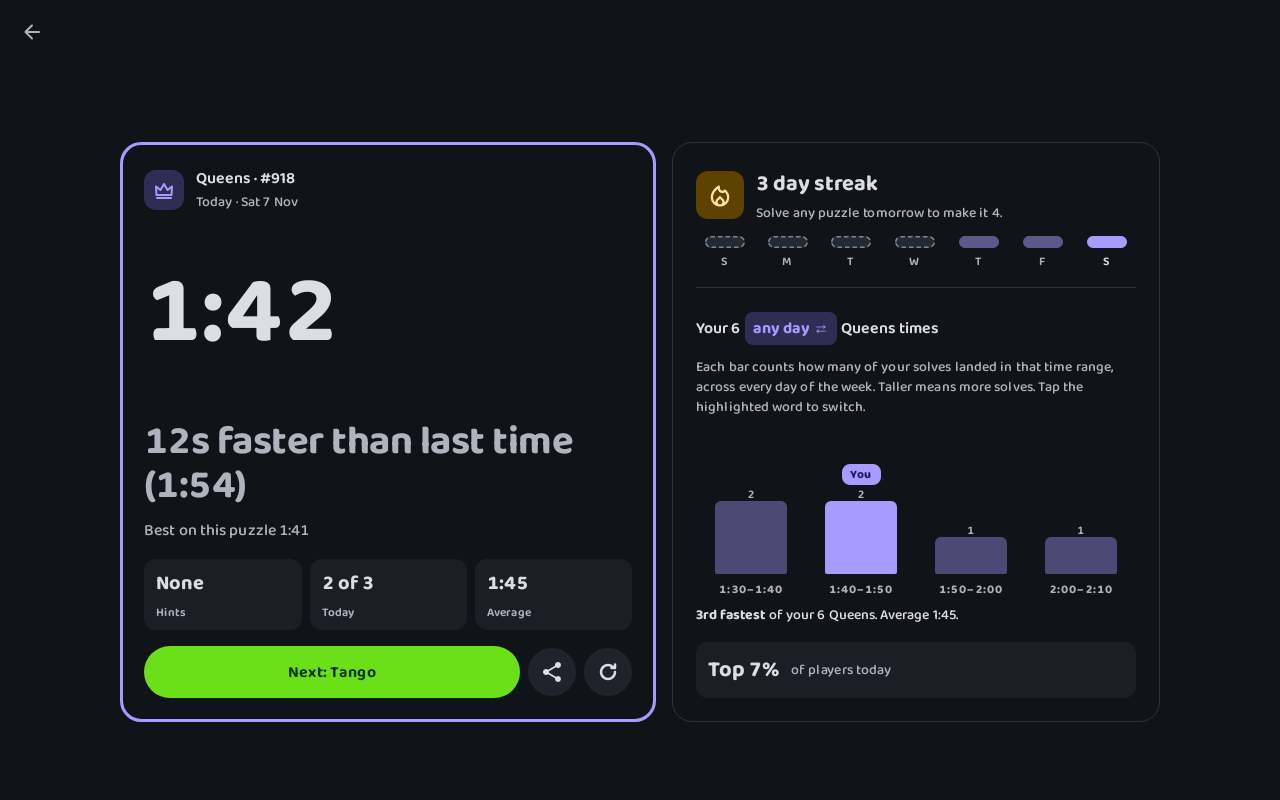 Queens · #918
Today · Sat 7 Nov
1:42
12s faster than last time
(1:54)
Best on this puzzle 1:41
None
Hints
2 of 3
Today
1:45
Average
Next: Tango
3 day streak
Solve any puzzle tomorrow to make it 4.
S M T W T F S
Your 6 any day ⇄ Queens times
Each bar counts how many of your solves landed in that time range,
across every day of the week. Taller means more solves. Tap the
highlighted word to switch.
You
2 2 1 1
1:30–1:40 1:40–1:50 1:50–2:00 2:00–2:10
3rd fastest of your 6 Queens. Average 1:45.
Top 7% of players today